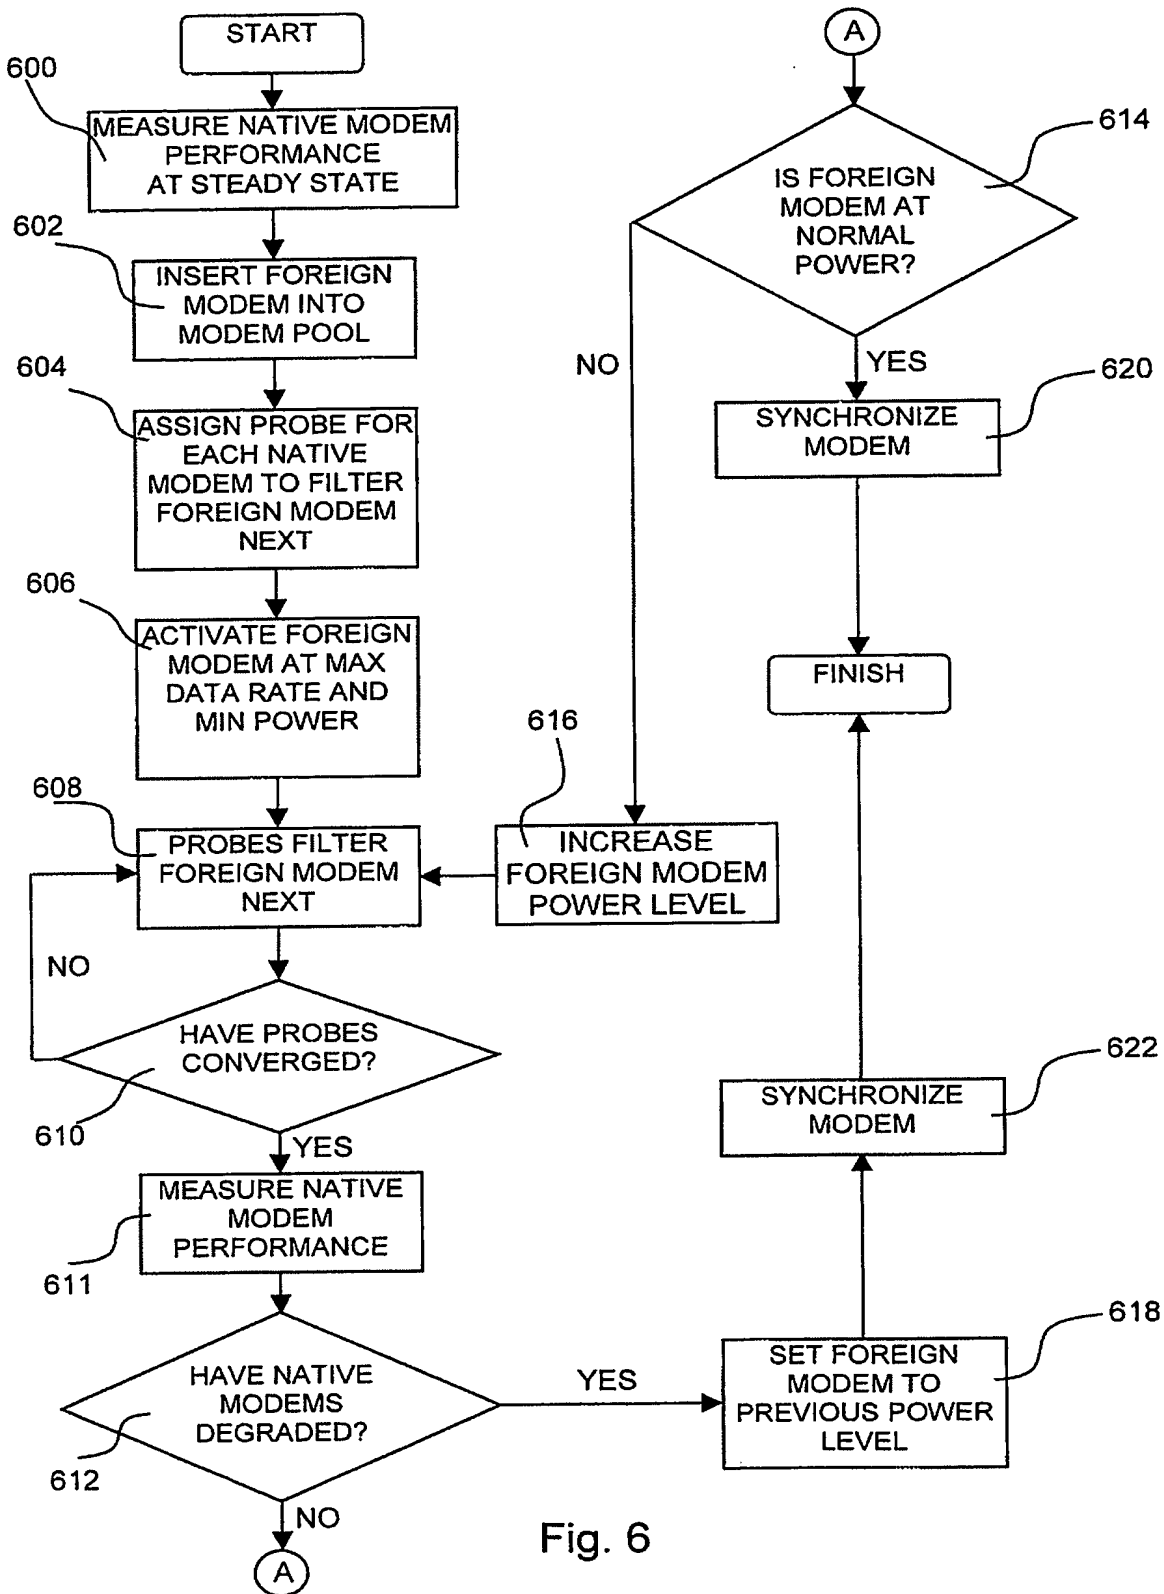 START
600
MEASURE NATIVE MODEM
PERFORMANCE
AT STEADY STATE
602
INSERT FOREIGN
MODEM INTO
MODEM POOL
604
ASSIGN PROBE FOR
EACH NATIVE
MODEM TO FILTER
FOREIGN MODEM
NEXT
606
ACTIVATE FOREIGN
MODEM AT MAX
DATA RATE AND
MIN POWER
608
PROBES FILTER
FOREIGN MODEM
NEXT
NO
HAVE PROBES
CONVERGED?
610
YES
MEASURE NATIVE
MODEM
PERFORMANCE
611
HAVE NATIVE
MODEMS
DEGRADED?
612
YES
NO
A
A
614
IS FOREIGN
MODEM AT
NORMAL
POWER?
NO
YES
620
SYNCHRONIZE
MODEM
FINISH
616
INCREASE
FOREIGN MODEM
POWER LEVEL
622
SYNCHRONIZE
MODEM
618
SET FOREIGN
MODEM TO
PREVIOUS POWER
LEVEL
Fig. 6